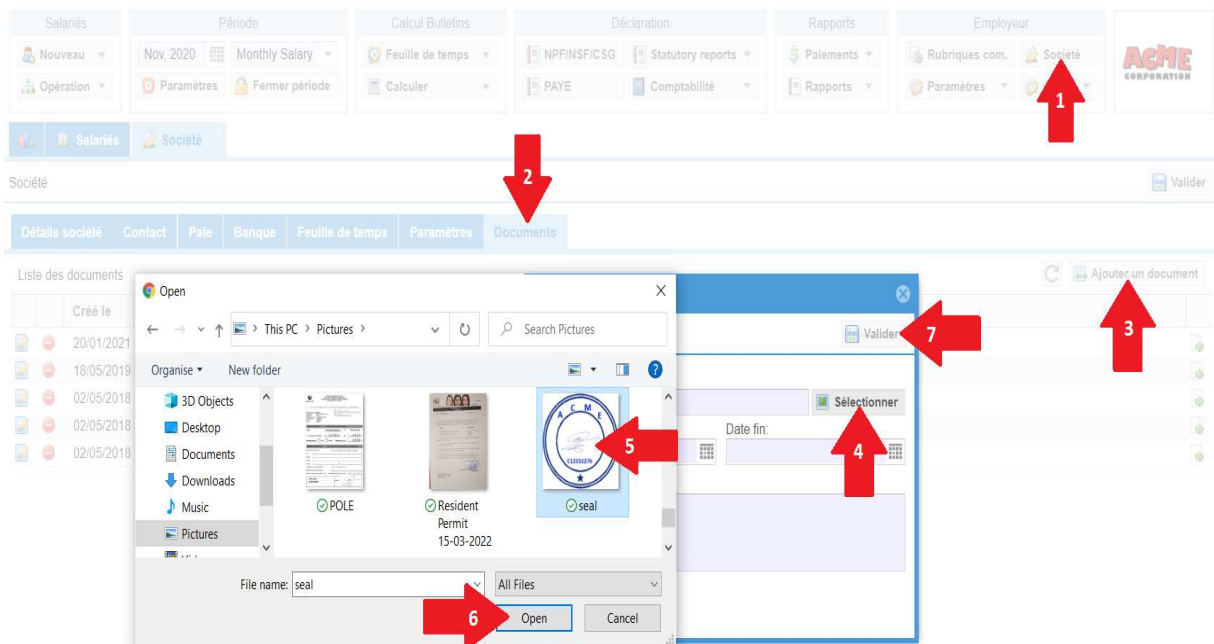 Salariés Période Calcul Bulletins Déclaration Rapports Employeur
Nouveau Nov, 2020 Monthly Salary Feuille de temps NPF/NSF/CSG Statutory reports Paiements Rubriques com. Société
ACME
CORPORATION
Opération Paramètres Fermer période Calculer PAYE Comptabilité Rapports Paramètres
1
Salariés Société
2
Société Valider
Détails société Contact Paie Banque Feuille de temps Paramètres Documents
Liste des documents Ajouter un document
Open
Créé le
This PC > Pictures > Search Pictures
Valider 7 3
20/01/2021
18/05/2019
02/05/2018
02/05/2018
02/05/2018
Organise New folder
3D Objects
Desktop
Documents
Downloads
Music
Pictures
ACME
5
POLE
Resident
Permit
15-03-2022
seal
Sélectionner
Date fin:
4
File name: seal All Files
6 Open Cancel